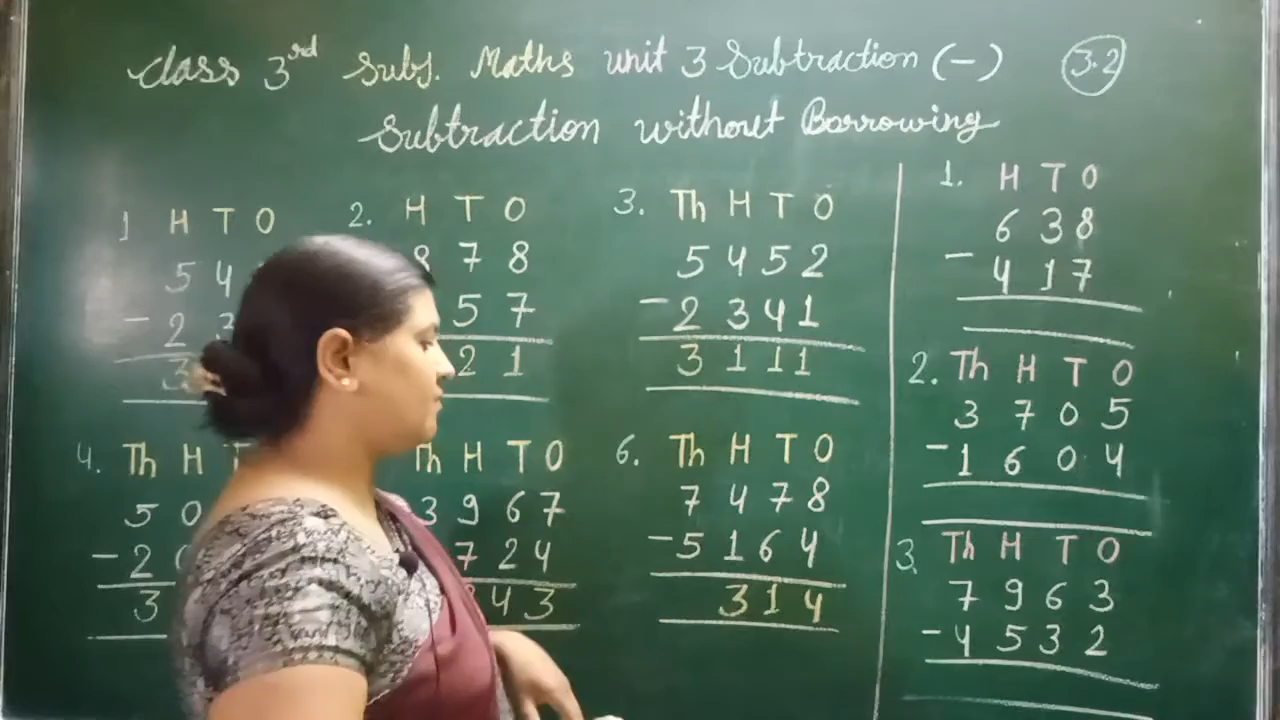 Class 3rd Subj. Maths unit 3 Subtraction (-) 3.2
Subtraction without Borrowing
1 H T O
5 4
- 2 3
3
2. H T O
8 7 8
5 7
2 1
3. Th H T O
5 4 5 2
- 2 3 4 1
3 1 1 1
4. Th H T
5 0
- 2
3
Th H T O
3 9 6 7
7 2 4
4 3
6. Th H T O
7 4 7 8
- 5 1 6 4
3 1 4
1. H T O
6 3 8
- 4 1 7
2. Th H T O
3 7 0 5
- 1 6 0 4
3. Th H T O
7 9 6 3
- 4 5 3 2